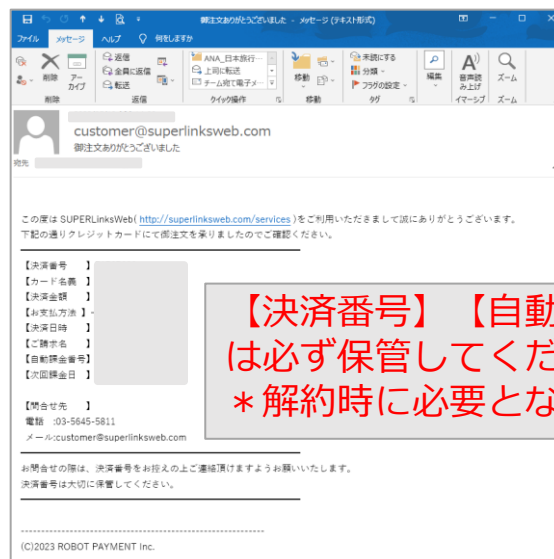 御注文ありがとうございました - メッセージ (テキスト形式)
ファイル メッセージ ヘルプ 何をしますか
削除 アーカイブ
返信
全員に返信
転送
ANA_日本旅行…
上司に転送
チーム宛て電子メ…
移動
未読にする
分類
フラグの設定
編集
音声読み上げ
ズーム
削除 返信 クイック操作 移動 タグ イマーシブ ズーム
customer@superlinksweb.com
御注文ありがとうございました
宛先
この度は SUPERLinksWeb( http://superlinksweb.com/services )をご利用いただきまして誠にありがとうございます。
下記の通りクレジットカードにて御注文を承りましたのでご確認ください。
【決済番号 】
【カード名義 】
【決済金額 】
【お支払方法 】
【決済日時 】
【ご請求名 】
【自動課金番号】
【次回課金日 】
【決済番号】【自動
は必ず保管してくだ
＊解約時に必要とな
【問合せ先 】
電話 :03-5645-5811
メール:customer@superlinksweb.com
お問合せの際は、決済番号をお控えの上ご連絡頂けますようお願いいたします。
決済番号は大切に保管してください。
(C)2023 ROBOT PAYMENT Inc.